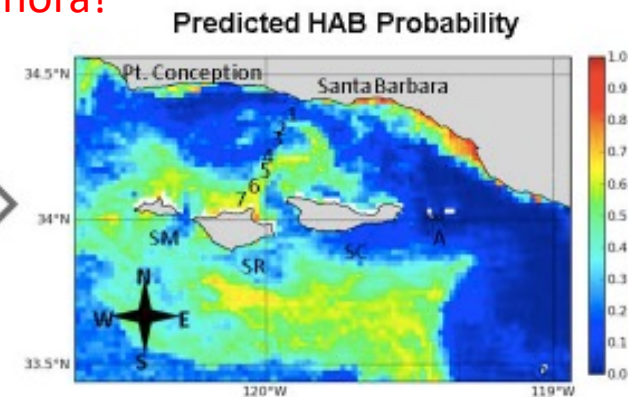 Predicted HAB Probability
34.5°N
Pt. Conception
Santa Barbara
1
2
3
4
5
6
7
34°N
SM
SR
SC
A
N
W E
S
33.5°N
120°W
119°W
1.0
0.9
0.8
0.7
0.6
0.5
0.4
0.3
0.2
0.1
0.0